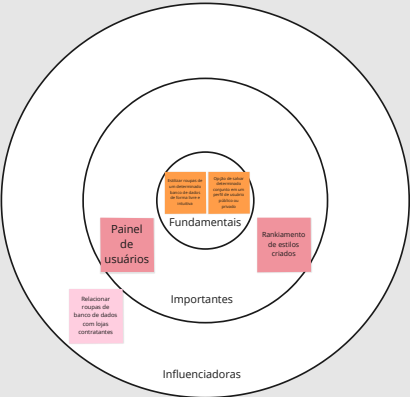 Estilizar roupas de
um determinado
banco de dados
de forma livre e
intuitiva
Opção de salvar
determinado
conjunto em um
perfil de usuário
público ou
privado
Fundamentais
Painel
de
usuários
Rankiamento
de estilos
criados
Relacionar
roupas de
banco de dados
com lojas
contratantes
Importantes
Influenciadoras